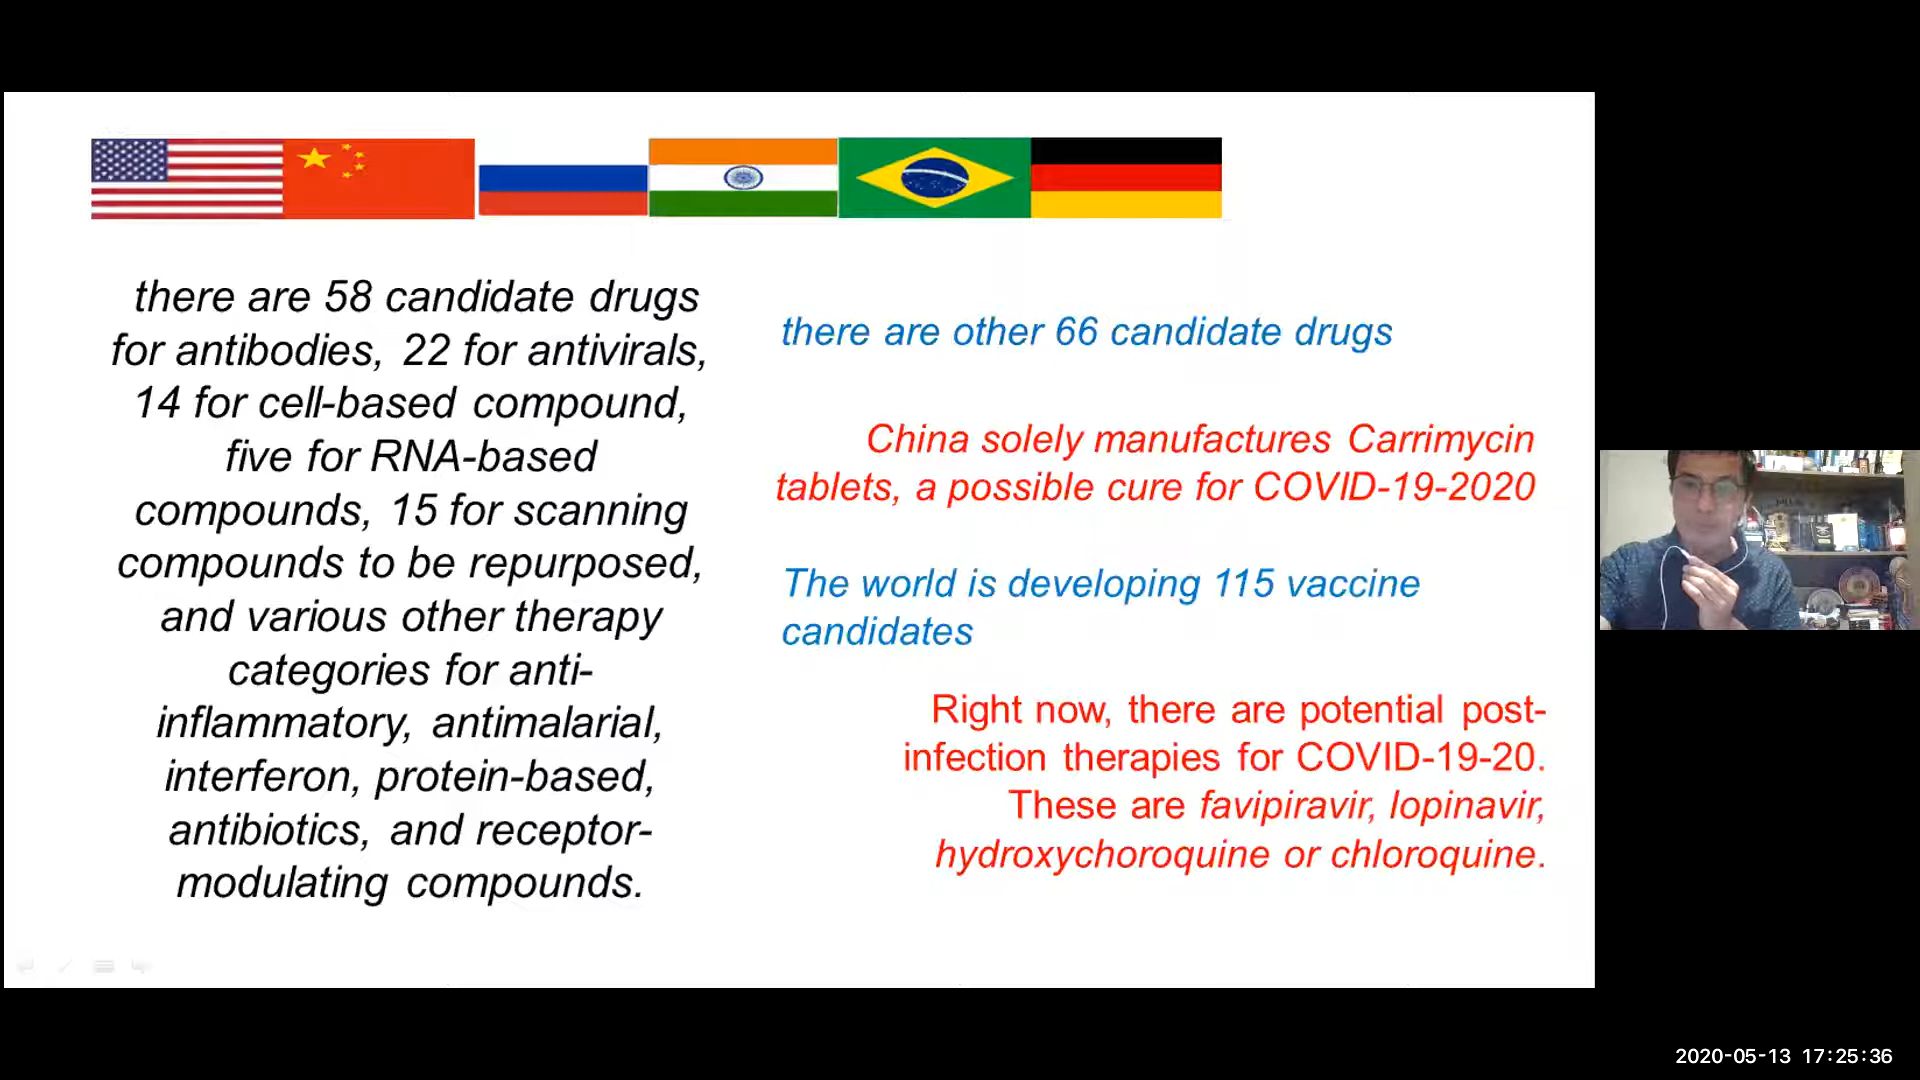 there are 58 candidate drugs
for antibodies, 22 for antivirals,
14 for cell-based compound,
five for RNA-based
compounds, 15 for scanning
compounds to be repurposed,
and various other therapy
categories for anti-
inflammatory, antimalarial,
interferon, protein-based,
antibiotics, and receptor-
modulating compounds.
there are other 66 candidate drugs
China solely manufactures Carrimycin
tablets, a possible cure for COVID-19-2020
The world is developing 115 vaccine
candidates
Right now, there are potential post-
infection therapies for COVID-19-20.
These are favipiravir, lopinavir,
hydroxychoroquine or chloroquine.
2020-05-13 17:25:36